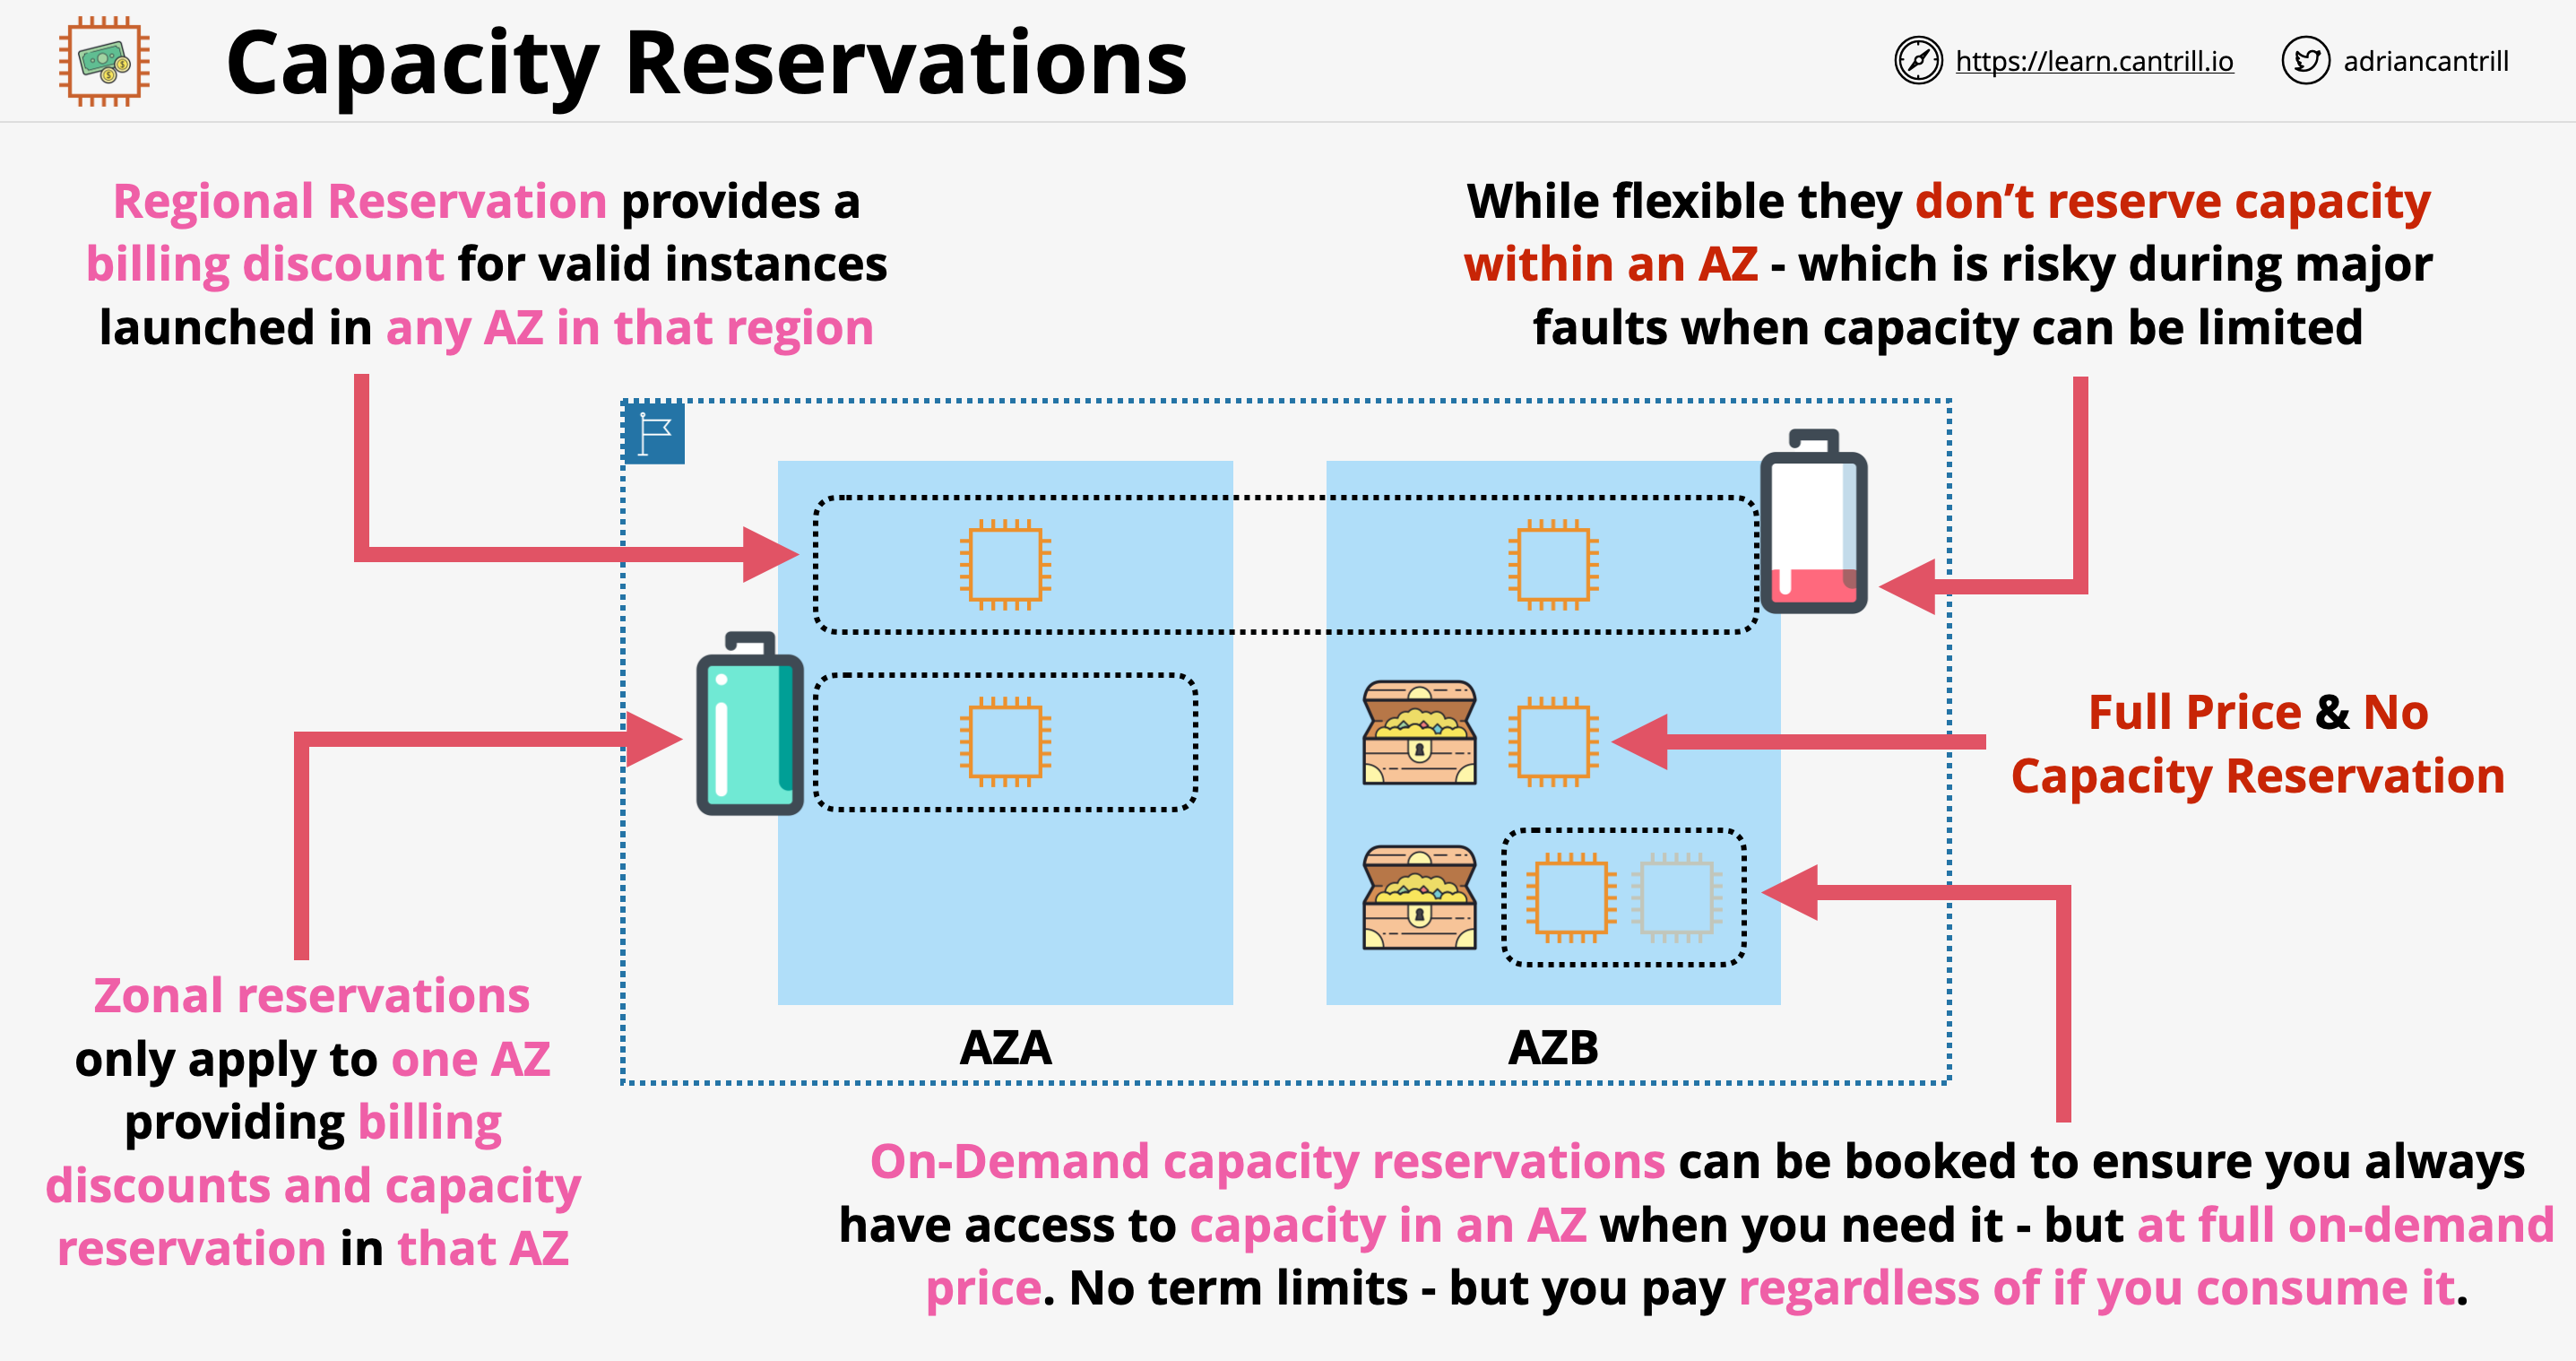 Capacity Reservations
https://learn.cantrill.io
adriancantrill
Regional Reservation provides a
billing discount for valid instances
launched in any AZ in that region
While flexible they don’t reserve capacity
within an AZ - which is risky during major
faults when capacity can be limited
Full Price & No
Capacity Reservation
AZA
AZB
Zonal reservations
only apply to one AZ
providing billing
discounts and capacity
reservation in that AZ
On-Demand capacity reservations can be booked to ensure you always
have access to capacity in an AZ when you need it - but at full on-demand
price. No term limits - but you pay regardless of if you consume it.